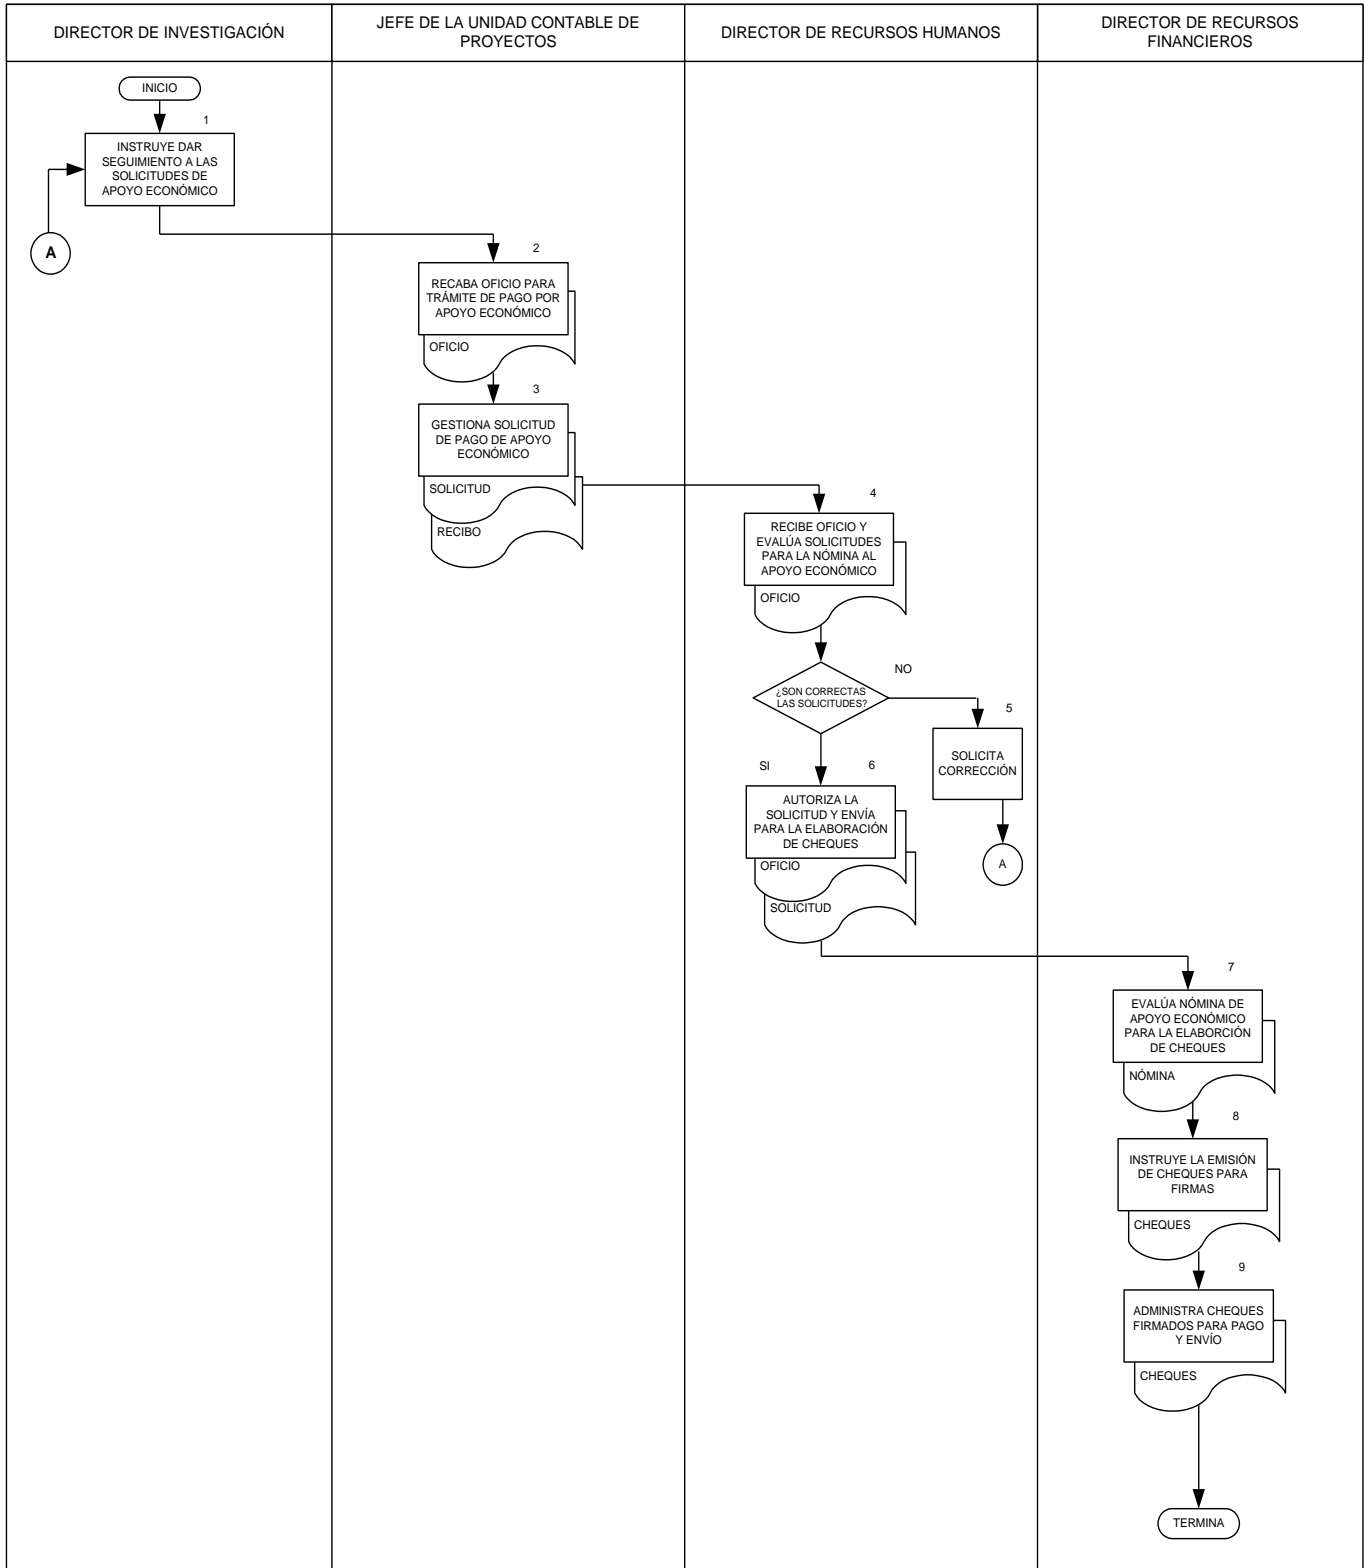 DIRECTOR DE INVESTIGACIÓN
JEFE DE LA UNIDAD CONTABLE DE
PROYECTOS
DIRECTOR DE RECURSOS HUMANOS
DIRECTOR DE RECURSOS
FINANCIEROS
INICIO
1
INSTRUYE DAR
SEGUIMIENTO A LAS
SOLICITUDES DE
APOYO ECONÓMICO
A
2
RECABA OFICIO PARA
TRÁMITE DE PAGO POR
APOYO ECONÓMICO
OFICIO
3
GESTIONA SOLICITUD
DE PAGO DE APOYO
ECONÓMICO
SOLICITUD
RECIBO
4
RECIBE OFICIO Y
EVALÚA SOLICITUDES
PARA LA NÓMINA AL
APOYO ECONÓMICO
OFICIO
¿SON CORRECTAS
LAS SOLICITUDES?
NO
5
SOLICITA
CORRECCIÓN
A
SI
6
AUTORIZA LA
SOLICITUD Y ENVÍA
PARA LA ELABORACIÓN
DE CHEQUES
OFICIO
SOLICITUD
7
EVALÚA NÓMINA DE
APOYO ECONÓMICO
PARA LA ELABORCIÓN
DE CHEQUES
NÓMINA
8
INSTRUYE LA EMISIÓN
DE CHEQUES PARA
FIRMAS
CHEQUES
9
ADMINISTRA CHEQUES
FIRMADOS PARA PAGO
Y ENVÍO
CHEQUES
TERMINA